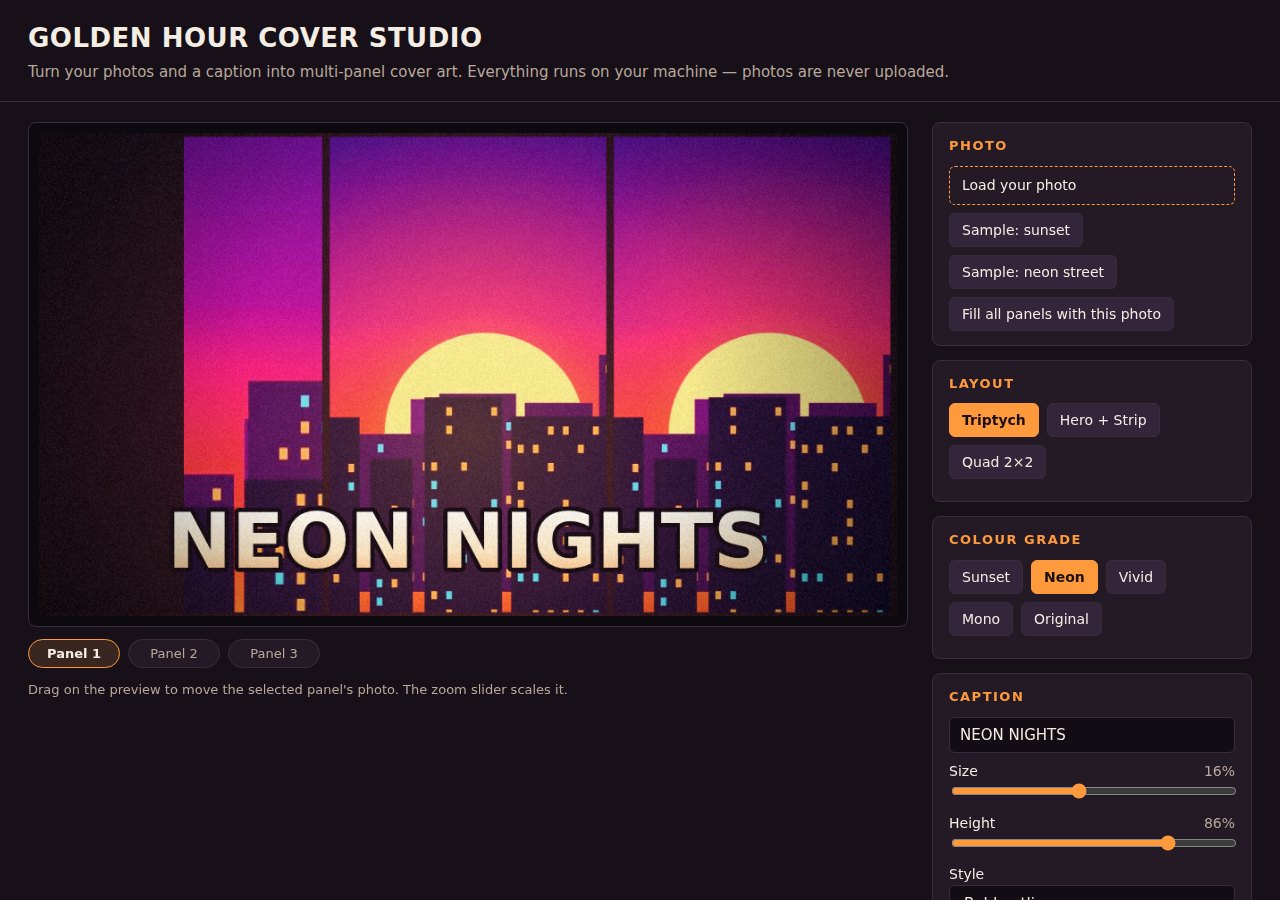 GOLDEN HOUR COVER STUDIO
Turn your photos and a caption into multi-panel cover art. Everything runs on your machine — photos are never uploaded.
NEON NIGHTS
Panel 1
Panel 2
Panel 3
Drag on the preview to move the selected panel's photo. The zoom slider scales it.
PHOTO
Load your photo
Sample: sunset
Sample: neon street
Fill all panels with this photo
LAYOUT
Triptych
Hero + Strip
Quad 2×2
COLOUR GRADE
Sunset
Neon
Vivid
Mono
Original
CAPTION
NEON NIGHTS
Size 16%
Height 86%
Style